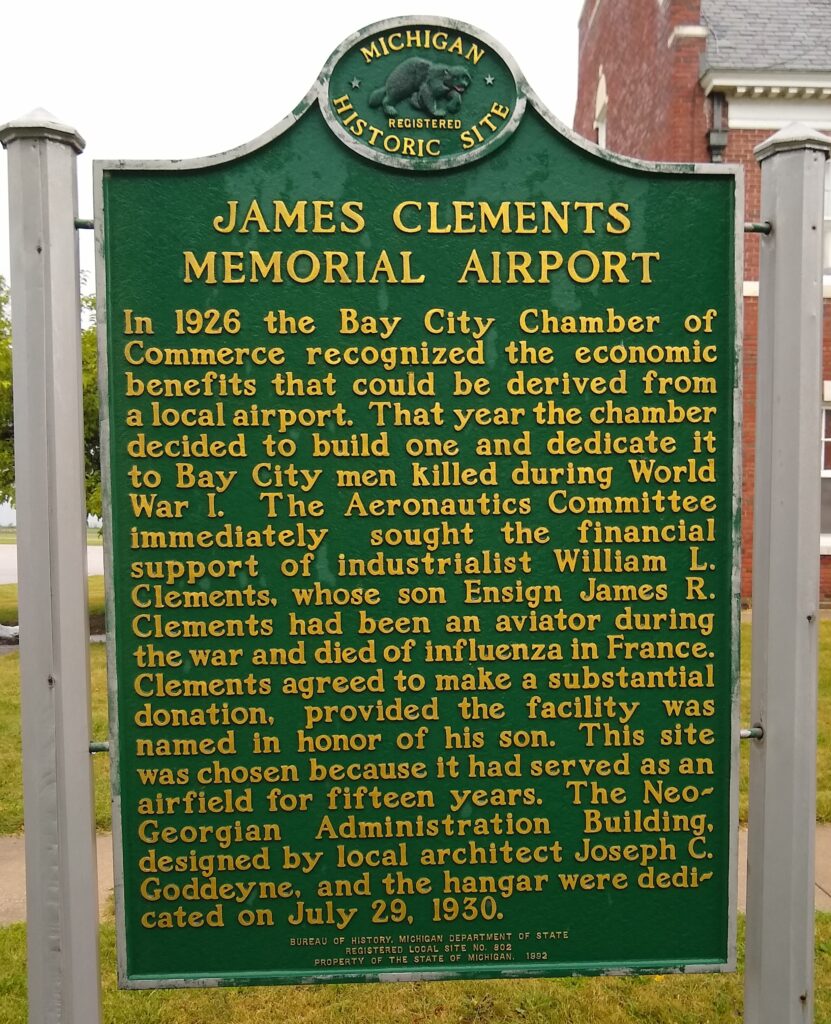 MICHIGAN
REGISTERED
HISTORIC SITE
JAMES CLEMENTS
MEMORIAL AIRPORT
In 1926 the Bay City Chamber of
Commerce recognized the economic
benefits that could be derived from
a local airport. That year the chamber
decided to build one and dedicate it
to Bay City men killed during World
War I. The Aeronautics Committee
immediately sought the financial
support of industrialist William L.
Clements, whose son Ensign James R.
Clements had been an aviator during
the war and died of influenza in France.
Clements agreed to make a substantial
donation, provided the facility was
named in honor of his son. This site
was chosen because it had served as an
airfield for fifteen years. The Neo-
Georgian Administration Building,
designed by local architect Joseph C.
Goddeyne, and the hangar were dedi-
cated on July 29, 1930.
BUREAU OF HISTORY, MICHIGAN DEPARTMENT OF STATE
REGISTERED LOCAL SITE NO. 802
PROPERTY OF THE STATE OF MICHIGAN, 1992